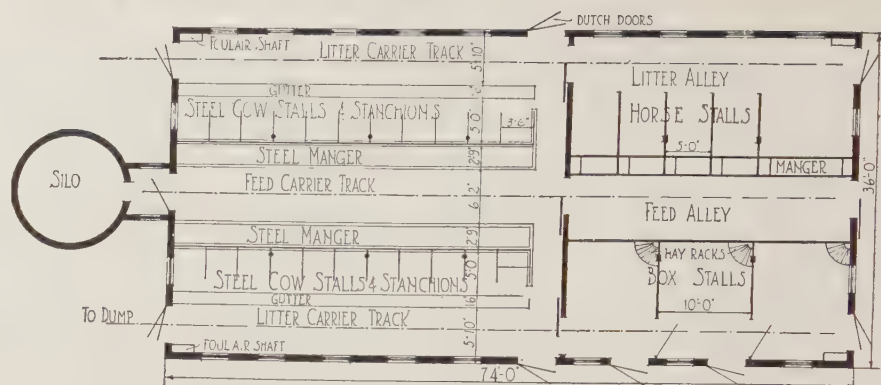 DUTCH DOORS
FOUL AIR SHAFT
LITTER CARRIER TRACK
5'-10"
LITTER ALLEY
GUTTER
STEEL COW STALLS & STANCHIONS
5'-0"
3'-6"
HORSE STALLS
5'-0"
STEEL MANGER
2'9"
MANGER
SILO
FEED CARRIER TRACK
6'-2"
36'-0"
FEED ALLEY
STEEL MANGER
2'9"
HAY RACKS
STEEL COW STALLS & STANCHIONS
5'-0"
BOX STALLS
GUTTER
16"
10'-0"
TO DUMP
LITTER CARRIER TRACK
5'-10"
FOUL AIR SHAFT
74'-0"